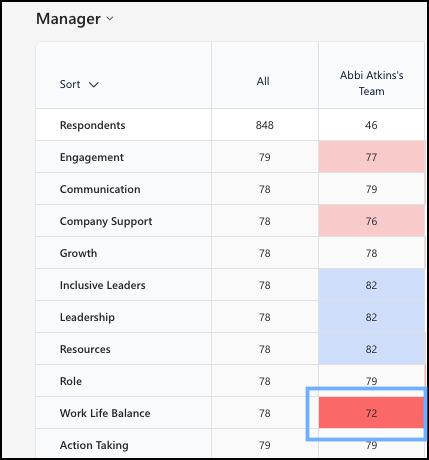 Manager
Sort All Abbi Atkins's
Team
Respondents 848 46
Engagement 79 77
Communication 78 79
Company Support 78 76
Growth 78 78
Inclusive Leaders 78 82
Leadership 78 82
Resources 78 82
Role 78 79
Work Life Balance 78 72
Action Taking 79 79